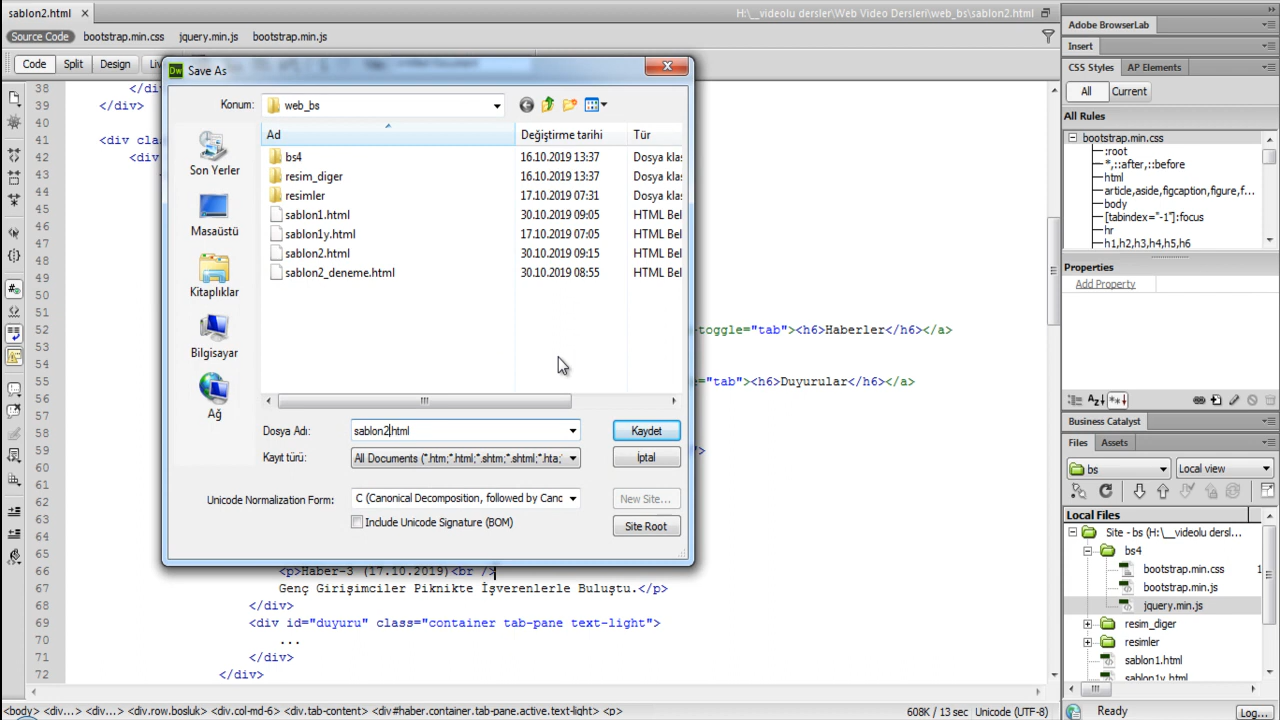 sablon2.html
H:\__videolu dersler\Web Video Dersleri\web_bs\sablon2.html
Source Code bootstrap.min.css jquery.min.js bootstrap.min.js
Code Split Design
Save As
Konum: web_bs
Ad Değiştirme tarihi Tür
Son Yerler
Masaüstü
Kitaplıklar
Bilgisayar
Ağ
bs4 16.10.2019 13:37 Dosya klas
resim_diger 16.10.2019 13:37 Dosya klas
resimler 17.10.2019 07:31 Dosya klas
sablon1.html 30.10.2019 09:05 HTML Bel
sablon1y.html 17.10.2019 07:05 HTML Bel
sablon2.html 30.10.2019 09:15 HTML Bel
sablon2_deneme.html 30.10.2019 08:55 HTML Bel
Dosya Adı: sablon2.html Kaydet
Kayıt türü: All Documents (*.htm;*.html;*.shtm;*.shtml;*.hta; İptal
Unicode Normalization Form: C (Canonical Decomposition, followed by Canc New Site...
Include Unicode Signature (BOM) Site Root
38 </di
39 </div>
40
41 <div clas
42 <div
43
44
45
46
47
48
49
50
51
52 toggle="tab"><h6>Haberler</h6></a>
53
54
55 ="tab"><h6>Duyurular</h6></a>
56
57
58
59 />
60
61
62
63
64
65
66 <p>Haber-3 (17.10.2019)<br />
67 Genç Girişimciler Piknikte İşverenlerle Buluştu.</p>
68 </div>
69 <div id="duyuru" class="container tab-pane text-light">
70 ...
71 </div>
72 </div>
<body> <div...> <div...> <div.row.bosluk> <div.col-md-6> <div.tab-content> <div#haber.container.tab-pane.active.text-light> <p>
608K / 13 sec Unicode (UTF-8)
Adobe BrowserLab
Insert
CSS Styles AP Elements
All Current
All Rules
bootstrap.min.css
:root
*,::after,::before
html
article,aside,figcaption,figure,f...
body
[tabindex="-1"]:focus
hr
h1,h2,h3,h4,h5,h6
Properties
Add Property
Business Catalyst
Files Assets
bs Local view
Local Files
Site - bs (H:\__videolu dersl...
bs4
bootstrap.min.css 1
bootstrap.min.js
jquery.min.js
resim_diger
resimler
sablon1.html
sablon1y.html
Ready Log...